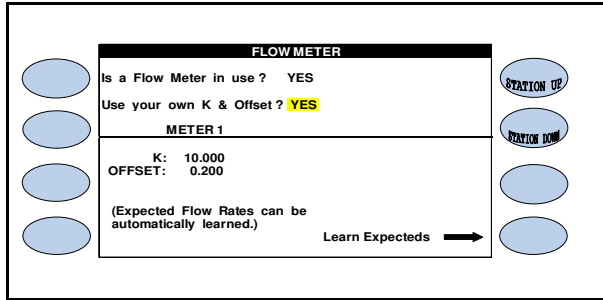 FLOW METER
Is a Flow Meter in use ? YES
STATION UP
Use your own K & Offset ? YES
METER 1
STATION DOWN
K: 10.000
OFFSET: 0.200
(Expected Flow Rates can be
automatically learned.)
Learn Expecteds